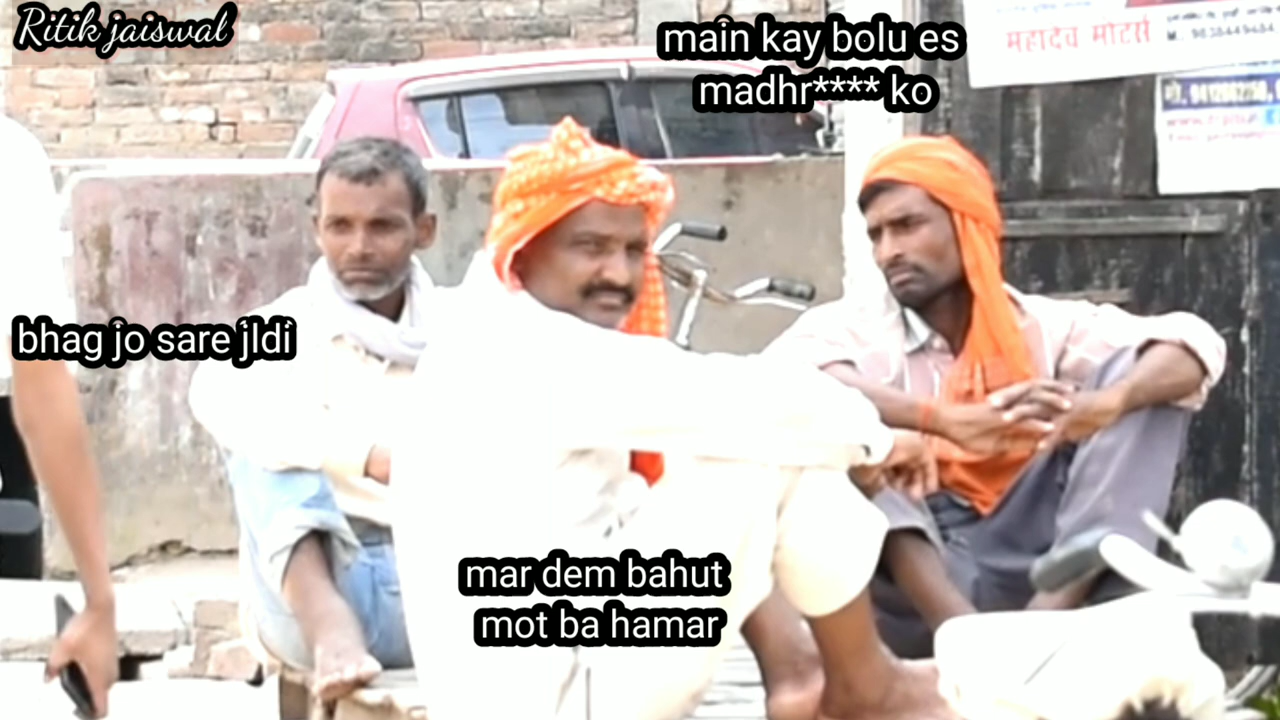 Ritik jaiswal
main kay bolu es
madhr**** ko
महादेव मोटर्स
bhag jo sare jldi
mar dem bahut
mot ba hamar